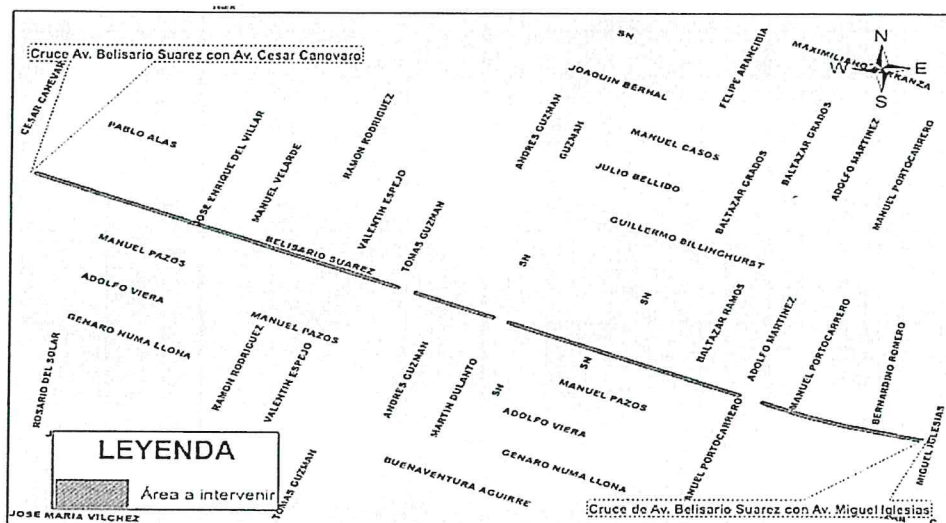 Cruce Av. Belisario Suarez con Av. Cesar Canovaro
CESAR CANEVAR
PABLO ALAS
JOSE ENRIQUE DEL VILLAR
MANUEL VELARDE
RAMON RODRIGUEZ
VALENTIN ESPEJO
TOMAS GUZMAN
BELISARIO SUAREZ
SN
JOAQUIN BERNAL
FELIPE ARANCIBIA
MAXIMILIANO CARRANZA
N
W
E
S
ANDRES GUZMAN
GUZMAN
MANUEL CASOS
JULIO BELLIDO
GUILLERMO BILLINGHURST
BALTAZAR GRADOS
BALTAZAR GRADOS
ADOLFO MARTINEZ
MANUEL PORTOCARRERO
SN
SN
MANUEL PAZOS
ADOLFO VIERA
GENARO NUMA LLONA
ROSARIO DEL SOLAR
MANUEL PAZOS
RAMON RODRIGUEZ
VALENTIN ESPEJO
TOMAS GUZMAN
ANDRES GUZMAN
MARTIN DULANTO
SN
SN
MANUEL PAZOS
ADOLFO VIERA
GENARO NUMA LLONA
BUENAVENTURA AGUIRRE
BALTAZAR RAMOS
ADOLFO MARTINEZ
MANUEL PORTOCARRERO
BERNARDINO ROMERO
MIGUEL IGLESIAS
ANUEL PORTOCARRERO
LEYENDA
Área a intervenir
JOSE MARIA VILCHEZ
Cruce de Av. Belisario Suarez con Av. Miguel Iglesias